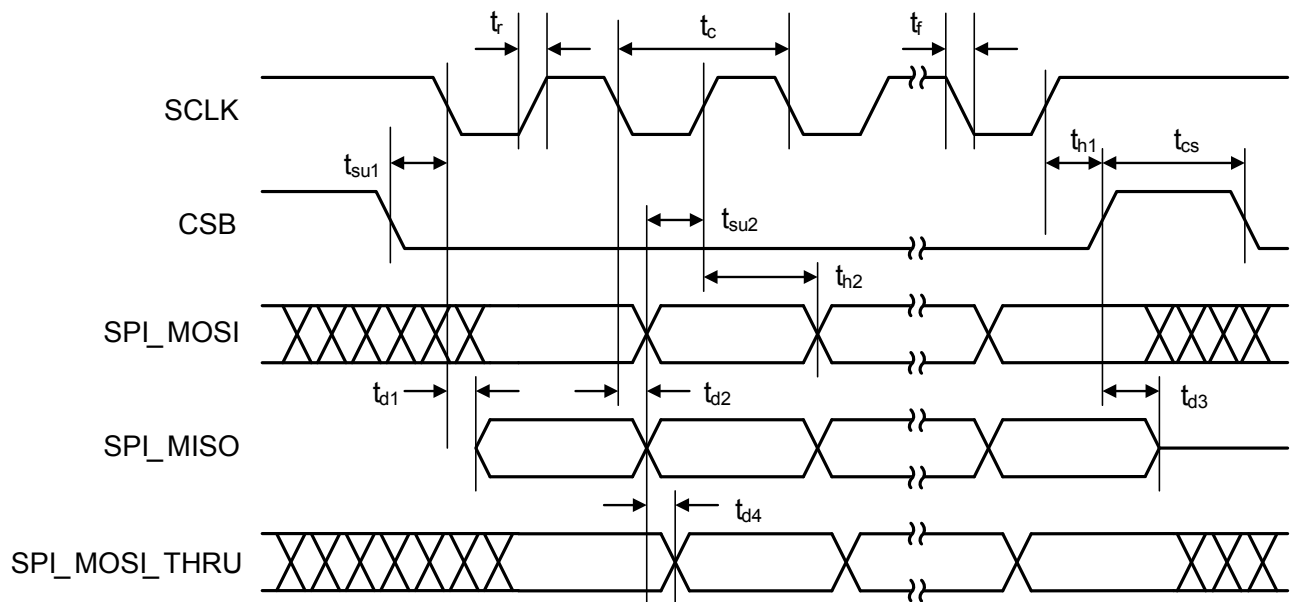 tr
tc
tf
SCLK
tsu1
th1
tcs
CSB
tsu2
th2
SPI_MOSI
td1
td2
td3
SPI_MISO
td4
SPI_MOSI_THRU